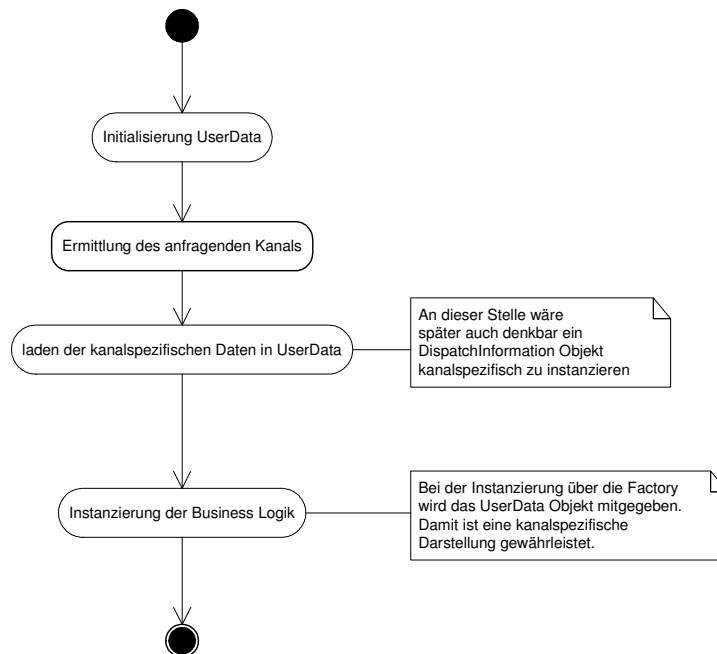 Initialisierung UserData
Ermittlung des anfragenden Kanals
laden der kanalspezifischen Daten in UserData
An dieser Stelle wäre
später auch denkbar ein
DispatchInformation Objekt
kanalspezifisch zu instanzieren
Instanzierung der Business Logik
Bei der Instanzierung über die Factory
wird das UserData Objekt mitgegeben.
Damit ist eine kanalspezifische
Darstellung gewährleistet.